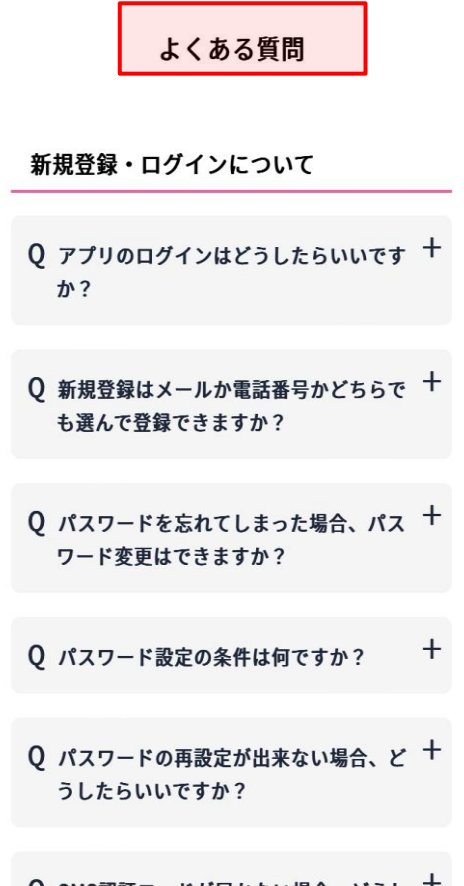 よくある質問
新規登録・ログインについて
Q アプリのログインはどうしたらいいです +
か？
Q 新規登録はメールか電話番号かどちらで +
も選んで登録できますか？
Q パスワードを忘れてしまった場合、パス +
ワード変更はできますか？
Q パスワード設定の条件は何ですか？ +
Q パスワードの再設定が出来ない場合、ど +
うしたらいいですか？